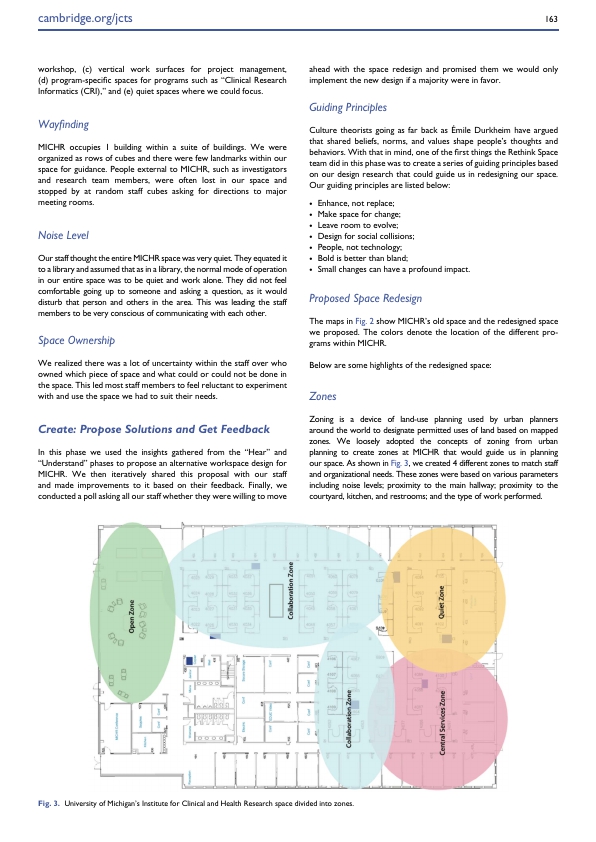 cambridge.org/jcts
163
workshop, (c) vertical work surfaces for project management,
(d) program-specific spaces for programs such as “Clinical Research
Informatics (CRI),” and (e) quiet spaces where we could focus.
Wayfinding
MICHR occupies 1 building within a suite of buildings. We were
organized as rows of cubes and there were few landmarks within our
space for guidance. People external to MICHR, such as investigators
and research team members, were often lost in our space and
stopped by at random staff cubes asking for directions to major
meeting rooms.
Noise Level
Our staff thought the entire MICHR space was very quiet. They equated it
to a library and assumed that as in a library, the normal mode of operation
in our entire space was to be quiet and work alone. They did not feel
comfortable going up to someone and asking a question, as it would
disturb that person and others in the area. This was leading the staff
members to be very conscious of communicating with each other.
Space Ownership
We realized there was a lot of uncertainty within the staff over who
owned which piece of space and what could or could not be done in
the space. This led most staff members to feel reluctant to experiment
with and use the space we had to suit their needs.
Create: Propose Solutions and Get Feedback
In this phase we used the insights gathered from the “Hear” and
“Understand” phases to propose an alternative workspace design for
MICHR. We then iteratively shared this proposal with our staff
and made improvements to it based on their feedback. Finally, we
conducted a poll asking all our staff whether they were willing to move
ahead with the space redesign and promised them we would only
implement the new design if a majority were in favor.
Guiding Principles
Culture theorists going as far back as Émile Durkheim have argued
that shared beliefs, norms, and values shape people’s thoughts and
behaviors. With that in mind, one of the first things the Rethink Space
team did in this phase was to create a series of guiding principles based
on our design research that could guide us in redesigning our space.
Our guiding principles are listed below:
• Enhance, not replace;
• Make space for change;
• Leave room to evolve;
• Design for social collisions;
• People, not technology;
• Bold is better than bland;
• Small changes can have a profound impact.
Proposed Space Redesign
The maps in Fig. 2 show MICHR’s old space and the redesigned space
we proposed. The colors denote the location of the different pro-
grams within MICHR.
Below are some highlights of the redesigned space:
Zones
Zoning is a device of land-use planning used by urban planners
around the world to designate permitted uses of land based on mapped
zones. We loosely adopted the concepts of zoning from urban
planning to create zones at MICHR that would guide us in planning
our space. As shown in Fig. 3, we created 4 different zones to match staff
and organizational needs. These zones were based on various parameters
including noise levels; proximity to the main hallway; proximity to the
courtyard, kitchen, and restrooms; and the type of work performed.
Open Zone
Collaboration Zone
Quiet Zone
Collaboration Zone
Central Services Zone
Fig. 3. University of Michigan’s Institute for Clinical and Health Research space divided into zones.